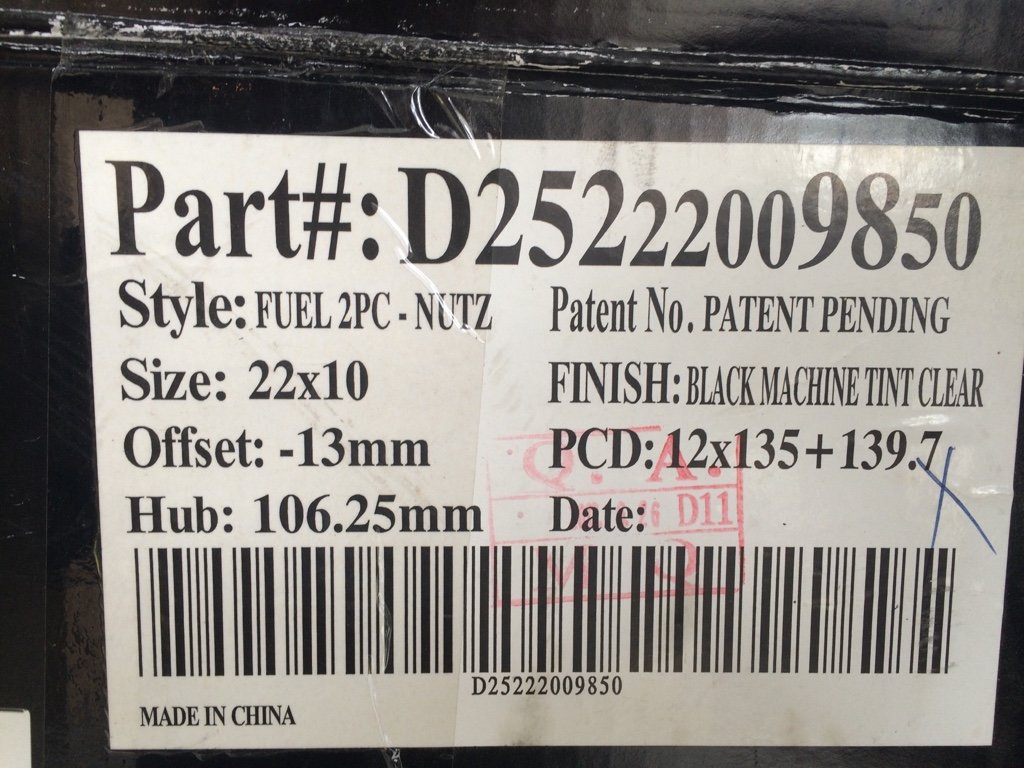 Part#: D25222009850
Style: FUEL 2PC - NUTZ
Patent No. PATENT PENDING
Size: 22x10
FINISH: BLACK MACHINE TINT CLEAR
Offset: -13mm
PCD: 12x135+139.7
Hub: 106.25mm
Date:
Q. A.
D11
D25222009850
MADE IN CHINA